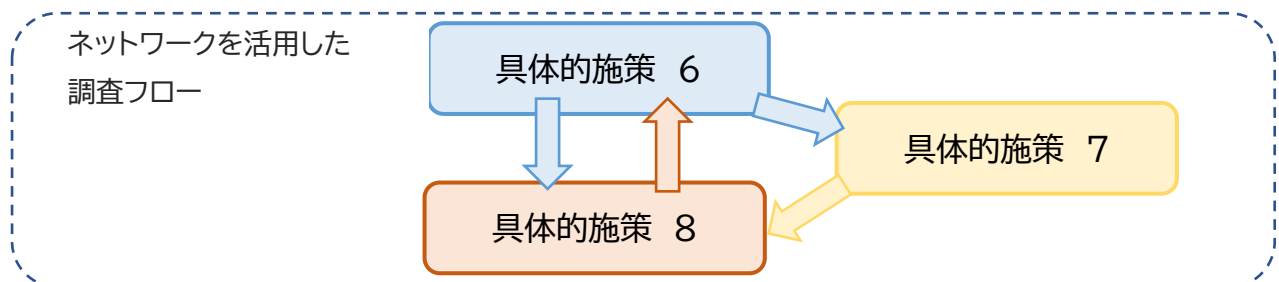 ネットワークを活用した
調査フロー
具体的施策 ６
具体的施策 ７
具体的施策 ８